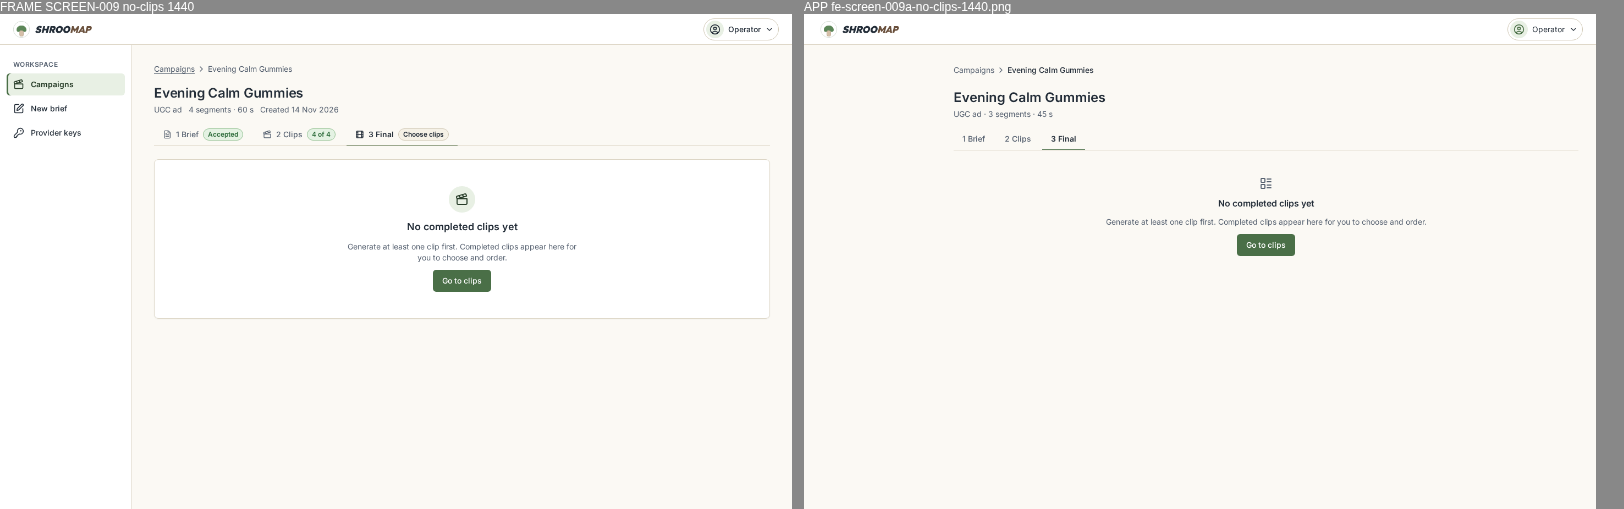 FRAME SCREEN-009 no-clips 1440
SHROOMAP
Operator
WORKSPACE
Campaigns
New brief
Provider keys
Campaigns > Evening Calm Gummies
Evening Calm Gummies
UGC ad 4 segments · 60 s Created 14 Nov 2026
1 Brief Accepted 2 Clips 4 of 4 3 Final Choose clips
No completed clips yet
Generate at least one clip first. Completed clips appear here for
you to choose and order.
Go to clips
APP fe-screen-009a-no-clips-1440.png
SHROOMAP
Operator
Campaigns > Evening Calm Gummies
Evening Calm Gummies
UGC ad · 3 segments · 45 s
1 Brief 2 Clips 3 Final
No completed clips yet
Generate at least one clip first. Completed clips appear here for you to choose and order.
Go to clips